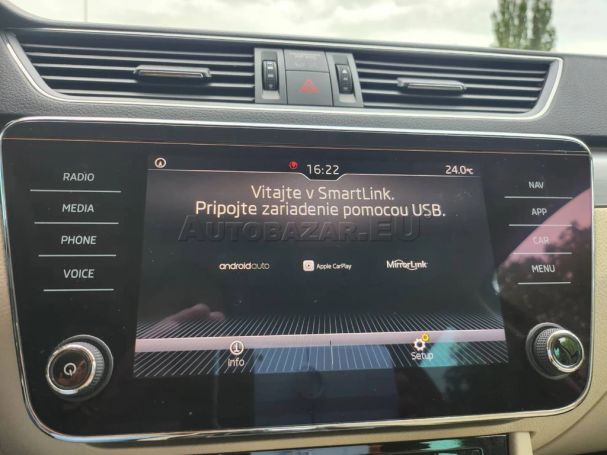 16:22
24.0°C
RADIO
MEDIA
PHONE
VOICE
Vitajte v SmartLink.
Pripojte zariadenie pomocou USB.
AUTOBAZAR.EU
androidauto
Apple CarPlay
MirrorLink
Info
Setup
NAV
APP
CAR
MENU